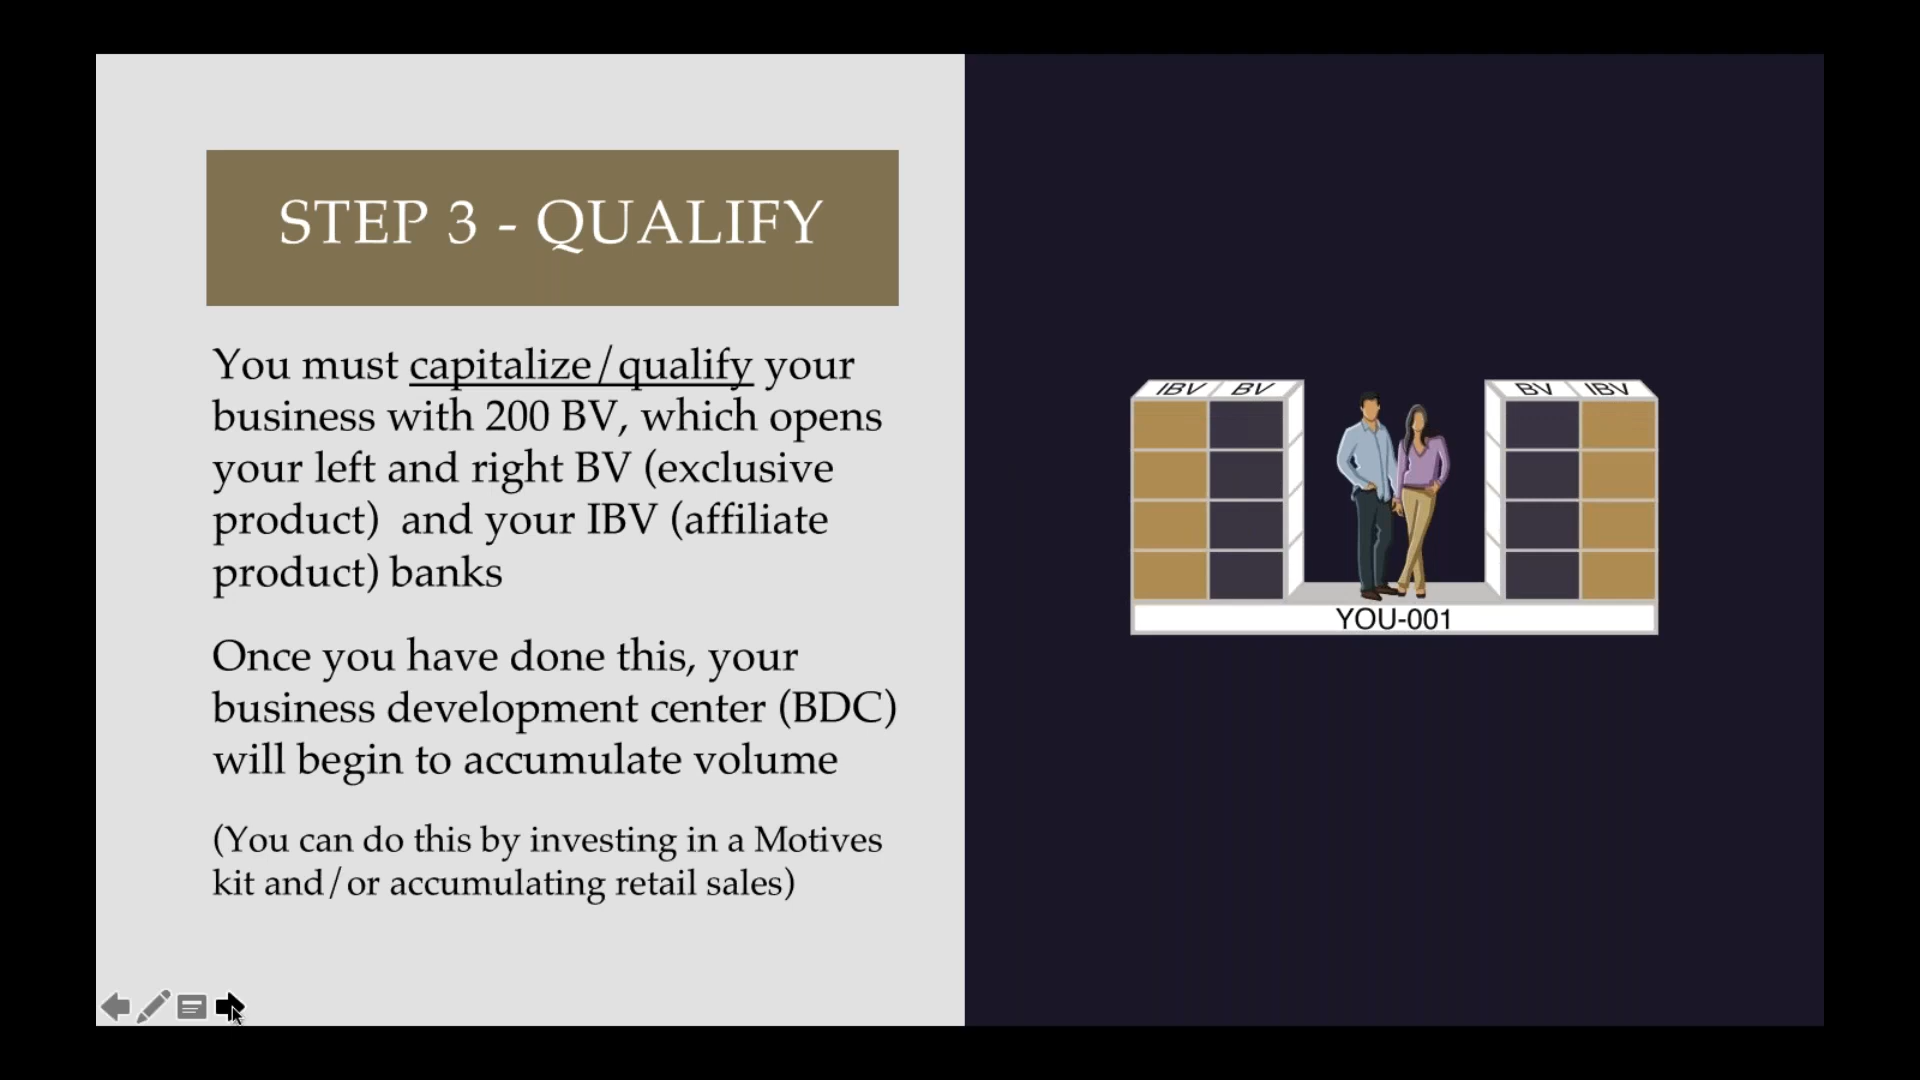 STEP 3 - QUALIFY
You must capitalize/qualify your
business with 200 BV, which opens
your left and right BV (exclusive
product)  and your IBV (affiliate
product) banks
Once you have done this, your
business development center (BDC)
will begin to accumulate volume
(You can do this by investing in a Motives
kit and/or accumulating retail sales)
IBV BV BV IBV
YOU-001